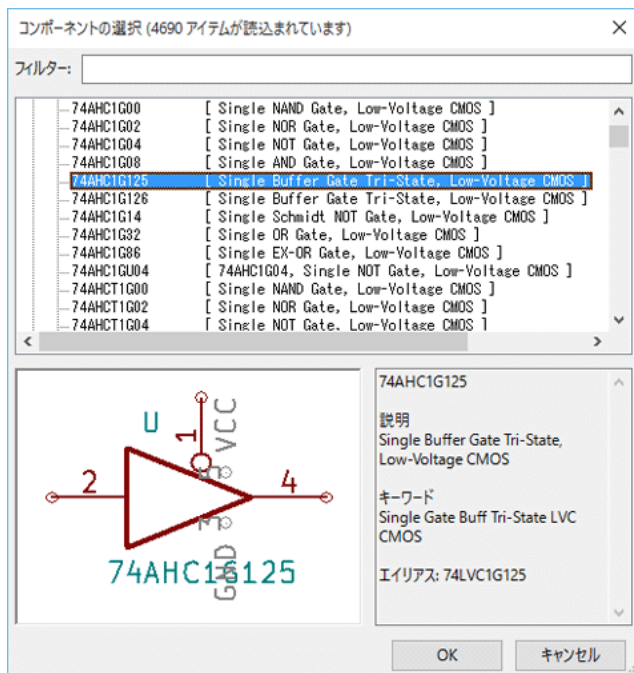 コンポーネントの選択 (4690 アイテムが読込まれています)
フィルター:
74AHC1G00 [ Single NAND Gate, Low-Voltage CMOS ]
74AHC1G02 [ Single NOR Gate, Low-Voltage CMOS ]
74AHC1G04 [ Single NOT Gate, Low-Voltage CMOS ]
74AHC1G08 [ Single AND Gate, Low-Voltage CMOS ]
74AHC1G125 [ Single Buffer Gate Tri-State, Low-Voltage CMOS ]
74AHC1G126 [ Single Buffer Gate Tri-State, Low-Voltage CMOS ]
74AHC1G14 [ Single Schmidt NOT Gate, Low-Voltage CMOS ]
74AHC1G32 [ Single OR Gate, Low-Voltage CMOS ]
74AHC1G86 [ Single EX-OR Gate, Low-Voltage CMOS ]
74AHC1GU04 [ 74AHC1G04, Single NOT Gate, Low-Voltage CMOS ]
74AHCT1G00 [ Single NAND Gate, Low-Voltage CMOS ]
74AHCT1G02 [ Single NOR Gate, Low-Voltage CMOS ]
74AHCT1G04 [ Single NOT Gate, Low-Voltage CMOS ]
U
1
VCC
2
4
5
3
GND
74AHC1G125
74AHC1G125
説明
Single Buffer Gate Tri-State,
Low-Voltage CMOS
キーワード
Single Gate Buff Tri-State LVC
CMOS
エイリアス: 74LVC1G125
OK
キャンセル